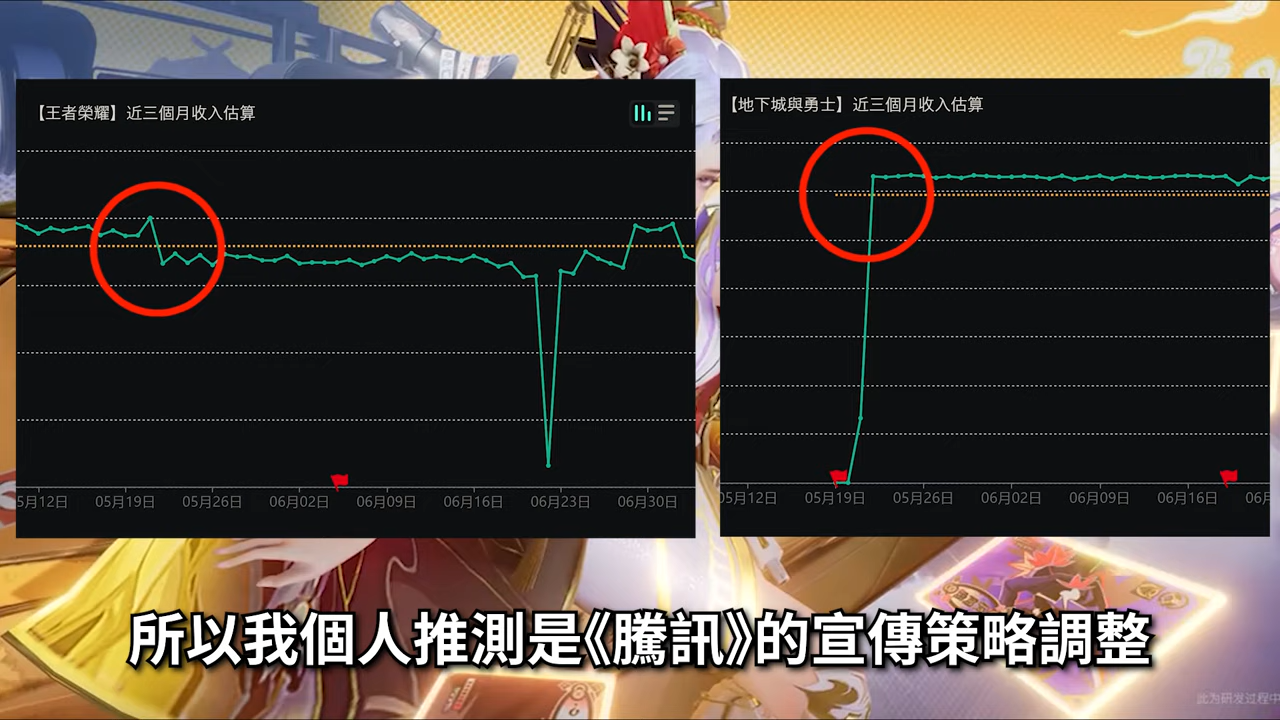 【王者榮耀】近三個月收入估算
5月12日 05月19日 05月26日 06月02日 06月09日 06月16日 06月23日 06月30日
【地下城與勇士】近三個月收入估算
05月12日 05月19日 05月26日 06月02日 06月09日 06月16日 06月
所以我個人推測是《騰訊》的宣傳策略調整
此为研发过程中